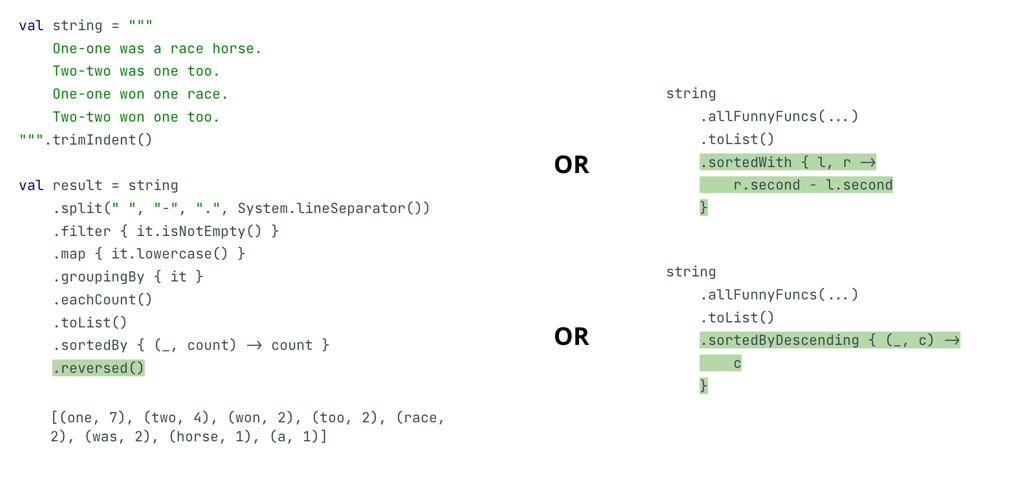 val string = """
    One-one was a race horse.
    Two-two was one too.
    One-one won one race.
    Two-two won one too.
""".trimIndent()
val result = string
    .split(" ", "-", ".", System.lineSeparator())
    .filter { it.isNotEmpty() }
    .map { it.lowercase() }
    .groupingBy { it }
    .eachCount()
    .toList()
    .sortedBy { (_, count) → count }
    .reversed()
[(one, 7), (two, 4), (won, 2), (too, 2), (race,
2), (was, 2), (horse, 1), (a, 1)]
OR
string
    .allFunnyFuncs(...)
    .toList()
    .sortedWith { l, r →
        r.second - l.second
    }
OR
string
    .allFunnyFuncs(...)
    .toList()
    .sortedByDescending { (_, c) →
        c
    }